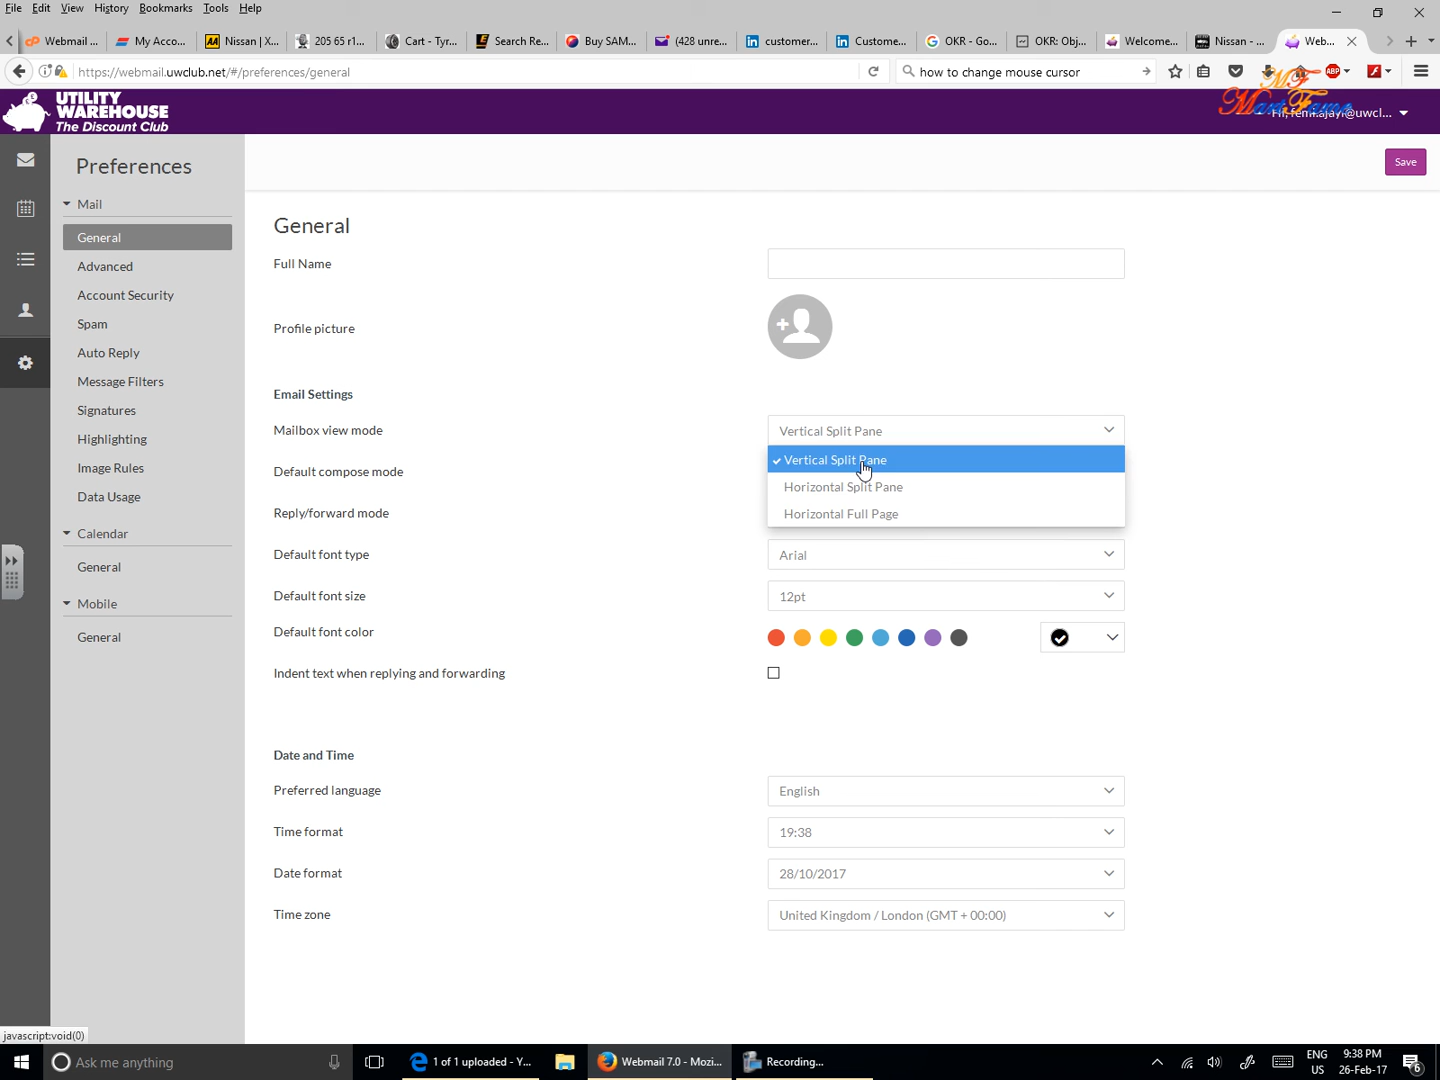 File Edit View History Bookmarks Tools Help
Webmail ... My Acco... Nissan | X... 205 65 r1... Cart - Tyr... Search Re... Buy SAM... (428 unre... customer... Custome... OKR - Go... OKR: Obj... Welcome... Nissan - ... Web...
https://webmail.uwclub.net/#/preferences/general how to change mouse cursor
UTILITY
WAREHOUSE
The Discount Club
Preferences
Save
Mail
General
Advanced
Account Security
Spam
Auto Reply
Message Filters
Signatures
Highlighting
Image Rules
Data Usage
Calendar
General
Mobile
General
General
Full Name
Profile picture
Email Settings
Mailbox view mode Vertical Split Pane
Vertical Split Pane
Default compose mode
Horizontal Split Pane
Reply/forward mode Horizontal Full Page
Default font type Arial
Default font size 12pt
Default font color
Indent text when replying and forwarding
Date and Time
Preferred language English
Time format 19:38
Date format 28/10/2017
Time zone United Kingdom / London (GMT + 00:00)
javascript:void(0)
Ask me anything 1 of 1 uploaded - Y... Webmail 7.0 - Mozi... Recording... ENG 9:38 PM
US 26-Feb-17 6